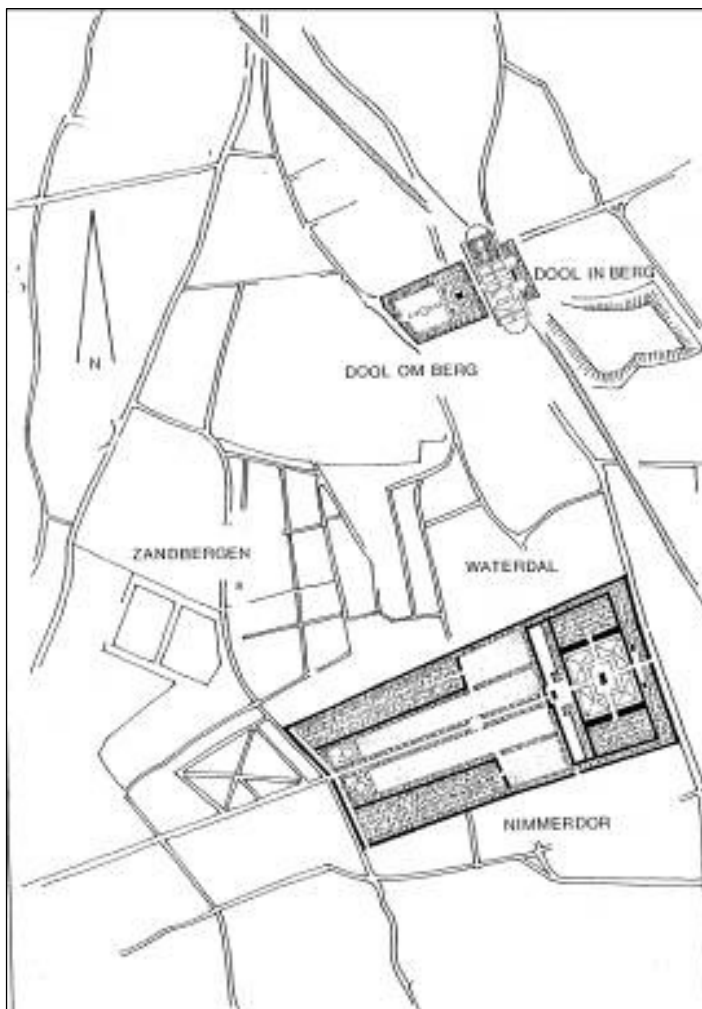 DOOL IN BERG
N
DOOL OM BERG
ZANDBERGEN
WATERDAL
NIMMERDOR